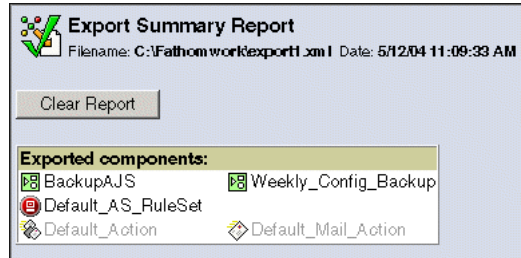 Export Summary Report
Filename: C:\Fathomwork\export1.xml Date: 5/12/04 11:09:33 AM
Clear Report
Exported components:
BackupAJS Weekly_Config_Backup
Default_AS_RuleSet
Default_Action Default_Mail_Action